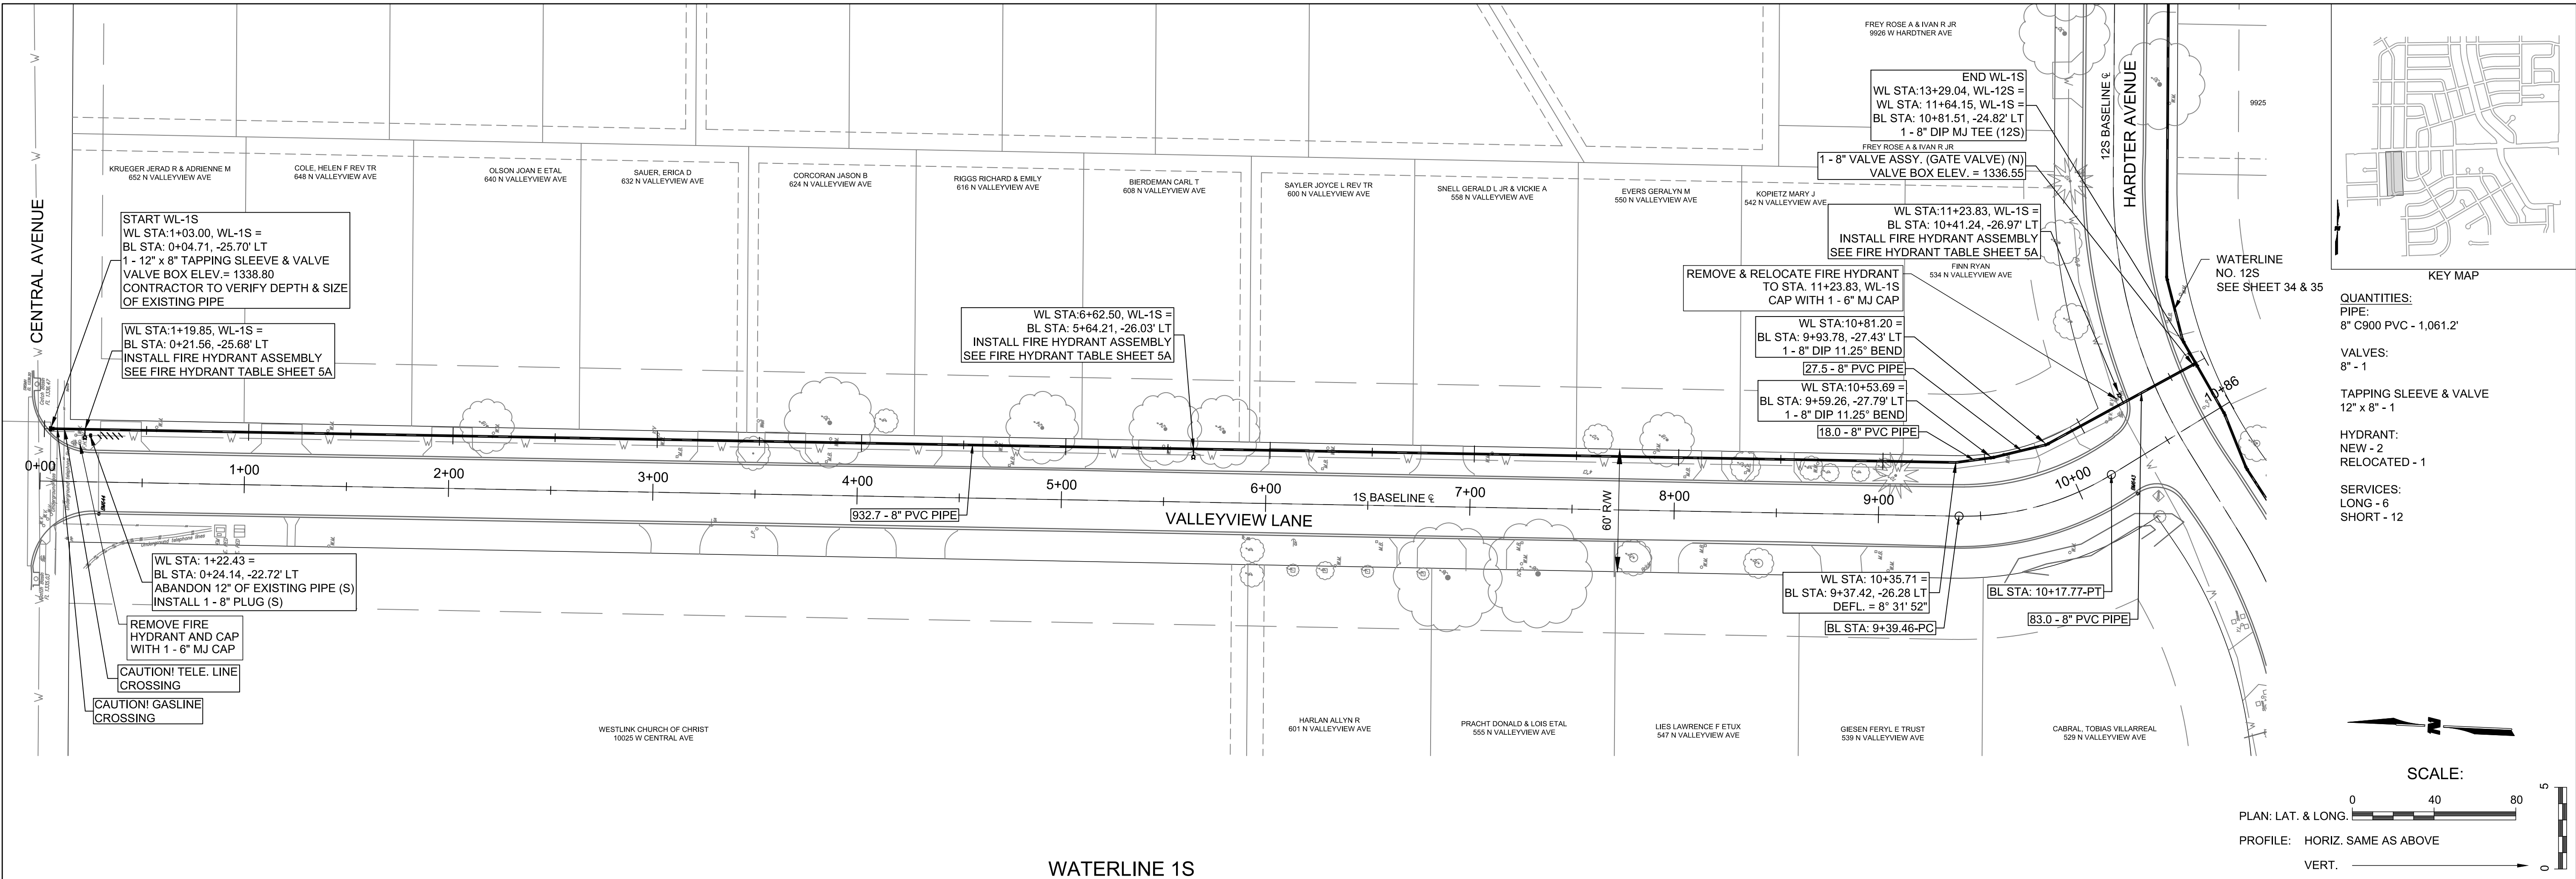 CENTRAL AVENUE
START WL-1S
WL STA:1+03.00, WL-1S =
BL STA: 0+04.71, -25.70' LT
1 - 12" x 8" TAPPING SLEEVE & VALVE
VALVE BOX ELEV.= 1338.80
CONTRACTOR TO VERIFY DEPTH & SIZE
OF EXISTING PIPE
WL STA:1+19.85, WL-1S =
BL STA: 0+21.56, -25.68' LT
INSTALL FIRE HYDRANT ASSEMBLY
SEE FIRE HYDRANT TABLE SHEET 5A
KRUEGER JERAD R & ADRIENNE M
652 N VALLEYVIEW AVE
COLE, HELEN F REV TR
648 N VALLEYVIEW AVE
OLSON JOAN E ETAL
640 N VALLEYVIEW AVE
SAUER, ERICA D
632 N VALLEYVIEW AVE
CORCORAN JASON B
624 N VALLEYVIEW AVE
RIGGS RICHARD & EMILY
616 N VALLEYVIEW AVE
BIERDEMAN CARL T
608 N VALLEYVIEW AVE
SAYLER JOYCE L REV TR
600 N VALLEYVIEW AVE
SNELL GERALD L JR & VICKIE A
558 N VALLEYVIEW AVE
EVERS GERALYN M
550 N VALLEYVIEW AVE
KOPIETZ MARY J
542 N VALLEYVIEW AVE
FREY ROSE A & IVAN R JR
9926 W HARDTNER AVE
END WL-1S
WL STA:13+29.04, WL-12S =
WL STA: 11+64.15, WL-1S =
BL STA: 10+81.51, -24.82' LT
1 - 8" DIP MJ TEE (12S)
FREY ROSE A & IVAN R JR
1 - 8" VALVE ASSY. (GATE VALVE) (N)
VALVE BOX ELEV. = 1336.55
WL STA:11+23.83, WL-1S =
BL STA: 10+41.24, -26.97' LT
INSTALL FIRE HYDRANT ASSEMBLY
SEE FIRE HYDRANT TABLE SHEET 5A
FINN RYAN
534 N VALLEYVIEW AVE
REMOVE & RELOCATE FIRE HYDRANT
TO STA. 11+23.83, WL-1S
CAP WITH 1 - 6" MJ CAP
WL STA:10+81.20 =
BL STA: 9+93.78, -27.43' LT
1 - 8" DIP 11.25° BEND
27.5 - 8" PVC PIPE
WL STA:10+53.69 =
BL STA: 9+59.26, -27.79' LT
1 - 8" DIP 11.25° BEND
18.0 - 8" PVC PIPE
WL STA:6+62.50, WL-1S =
BL STA: 5+64.21, -26.03' LT
INSTALL FIRE HYDRANT ASSEMBLY
SEE FIRE HYDRANT TABLE SHEET 5A
12S BASELINE ℄
HARDTER AVENUE
9925
WATERLINE
NO. 12S
SEE SHEET 34 & 35
10+86
0+00
1+00
2+00
3+00
4+00
5+00
6+00
7+00
8+00
9+00
10+00
1S BASELINE ℄
932.7 - 8" PVC PIPE
VALLEYVIEW LANE
60' R/W
Underground telephone lines
WL STA: 1+22.43 =
BL STA: 0+24.14, -22.72' LT
ABANDON 12" OF EXISTING PIPE (S)
INSTALL 1 - 8" PLUG (S)
REMOVE FIRE
HYDRANT AND CAP
WITH 1 - 6" MJ CAP
CAUTION! TELE. LINE
CROSSING
CAUTION! GASLINE
CROSSING
WL STA: 10+35.71 =
BL STA: 9+37.42, -26.28 LT
DEFL. = 8° 31' 52"
BL STA: 9+39.46-PC
BL STA: 10+17.77-PT
83.0 - 8" PVC PIPE
WESTLINK CHURCH OF CHRIST
10025 W CENTRAL AVE
HARLAN ALLYN R
601 N VALLEYVIEW AVE
PRACHT DONALD & LOIS ETAL
555 N VALLEYVIEW AVE
LIES LAWRENCE F ETUX
547 N VALLEYVIEW AVE
GIESEN FERYL E TRUST
539 N VALLEYVIEW AVE
CABRAL, TOBIAS VILLARREAL
529 N VALLEYVIEW AVE
KEY MAP
QUANTITIES:
PIPE:
8" C900 PVC - 1,061.2'
VALVES:
8" - 1
TAPPING SLEEVE & VALVE
12" x 8" - 1
HYDRANT:
NEW - 2
RELOCATED - 1
SERVICES:
LONG - 6
SHORT - 12
N
SCALE:
0 40 80
PLAN: LAT. & LONG.
PROFILE: HORIZ. SAME AS ABOVE
VERT.
5
0
WATERLINE 1S